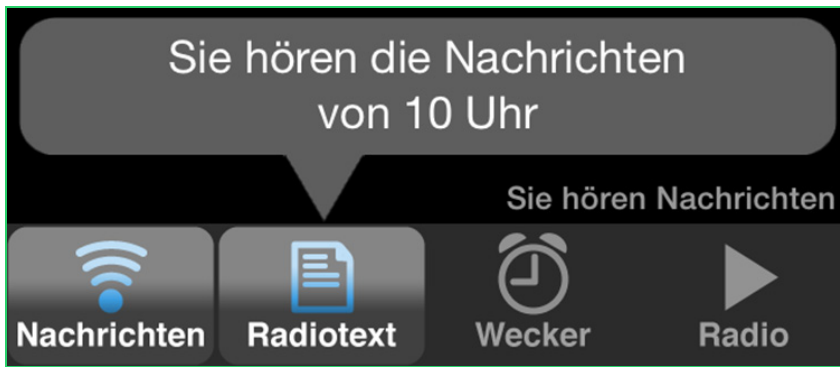 Sie hören die Nachrichten
von 10 Uhr
Sie hören Nachrichten
Nachrichten Radiotext Wecker Radio